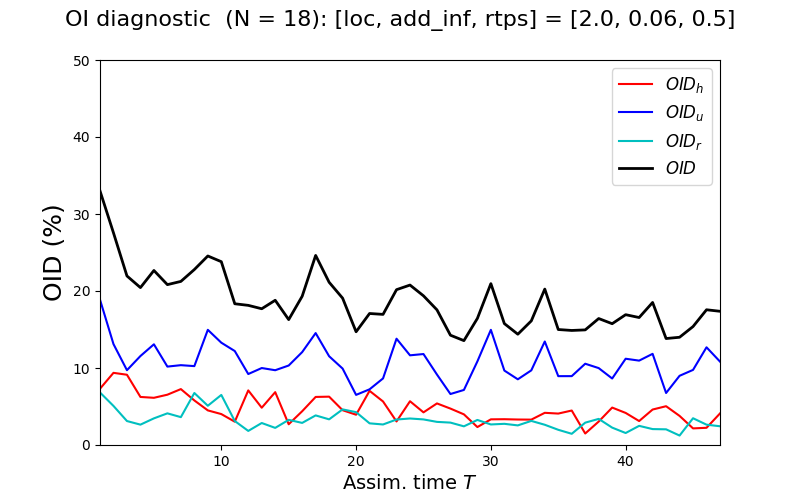 OI diagnostic (N = 18): [loc, add_inf, rtps] = [2.0, 0.06, 0.5]
OID (%)
50
40
30
20
10
0
OID_h
OID_u
OID_r
OID
10
20
30
40
Assim. time T